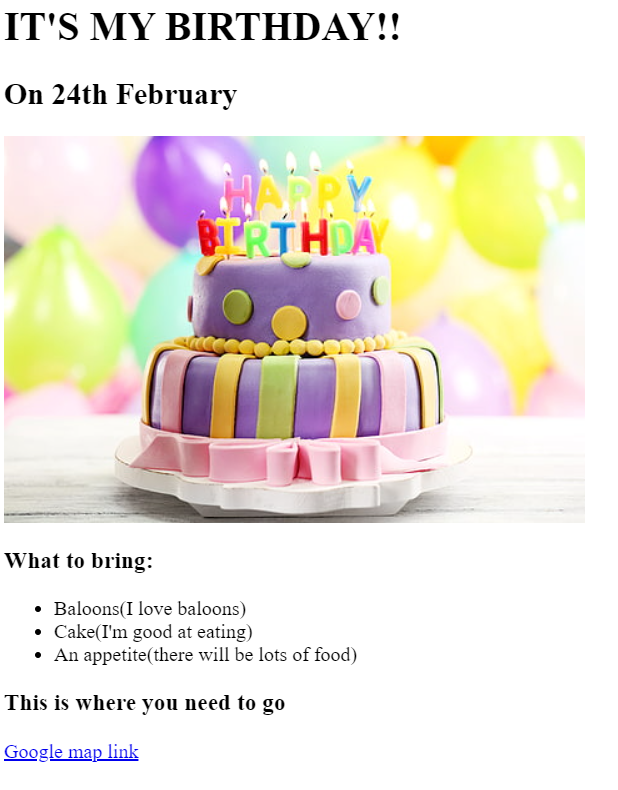 IT'S MY BIRTHDAY!!
On 24th February
HAPPY
BIRTHDAY
What to bring:
Baloons(I love baloons)
Cake(I'm good at eating)
An appetite(there will be lots of food)
This is where you need to go
Google map link